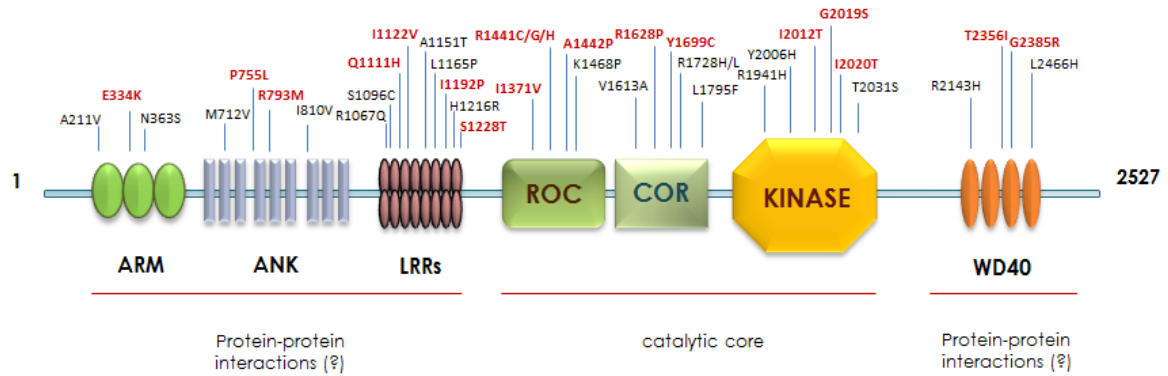 G2019S
I1122V
R1441C/G/H
R1628P
I2012T
T2356I
A1151T
A1442P
Y1699C
Y2006H
G2385R
Q1111H
L1165P
K1468P
R1728H/L
R1941H
I2020T
L2466H
P755L
S1096C
I1192P
I1371V
V1613A
L1795F
T2031S
R2143H
E334K
R793M
M712V
I810V
R1067Q
H1216R
A211V
N363S
S1228T
1
2527
ROC
COR
KINASE
ARM
ANK
LRRs
WD40
Protein-protein
interactions (?)
catalytic core
Protein-protein
interactions (?)